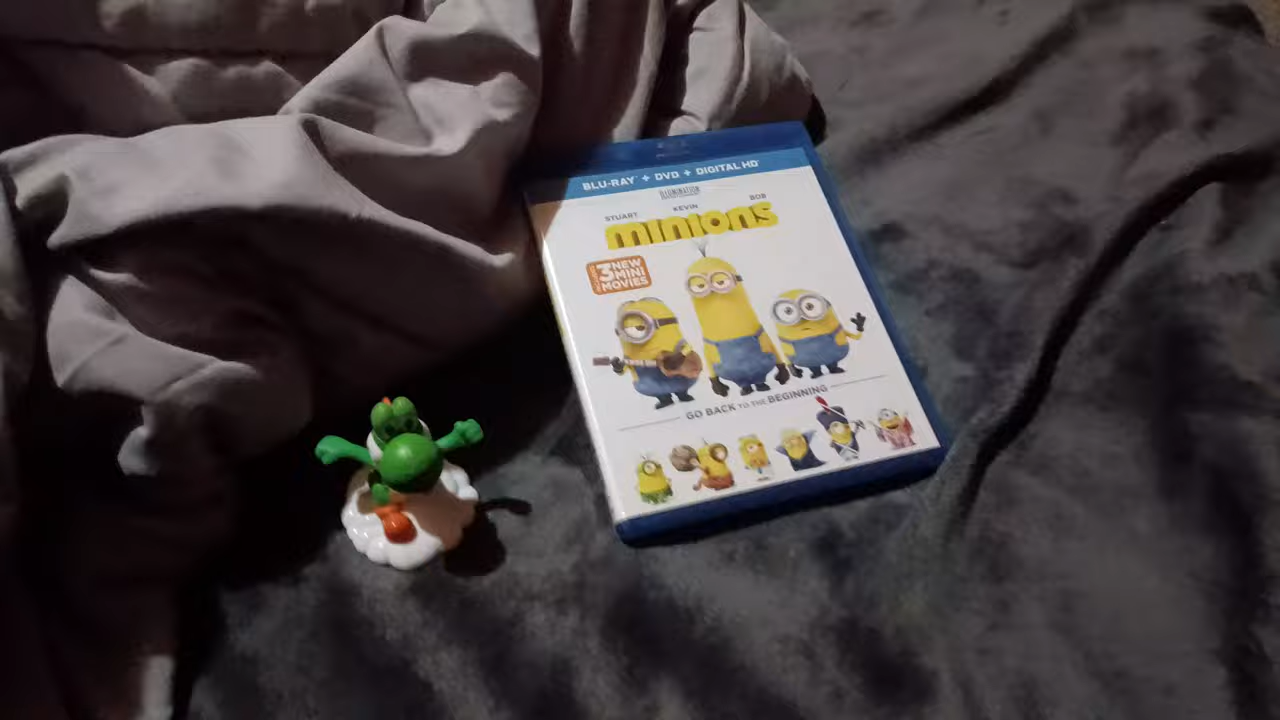 BLU-RAY + DVD + DIGITAL HD
ILLUMINATION
STUART KEVIN BOB
minions
INCLUDES
3 NEW
MINI
MOVIES
GO BACK TO THE BEGINNING